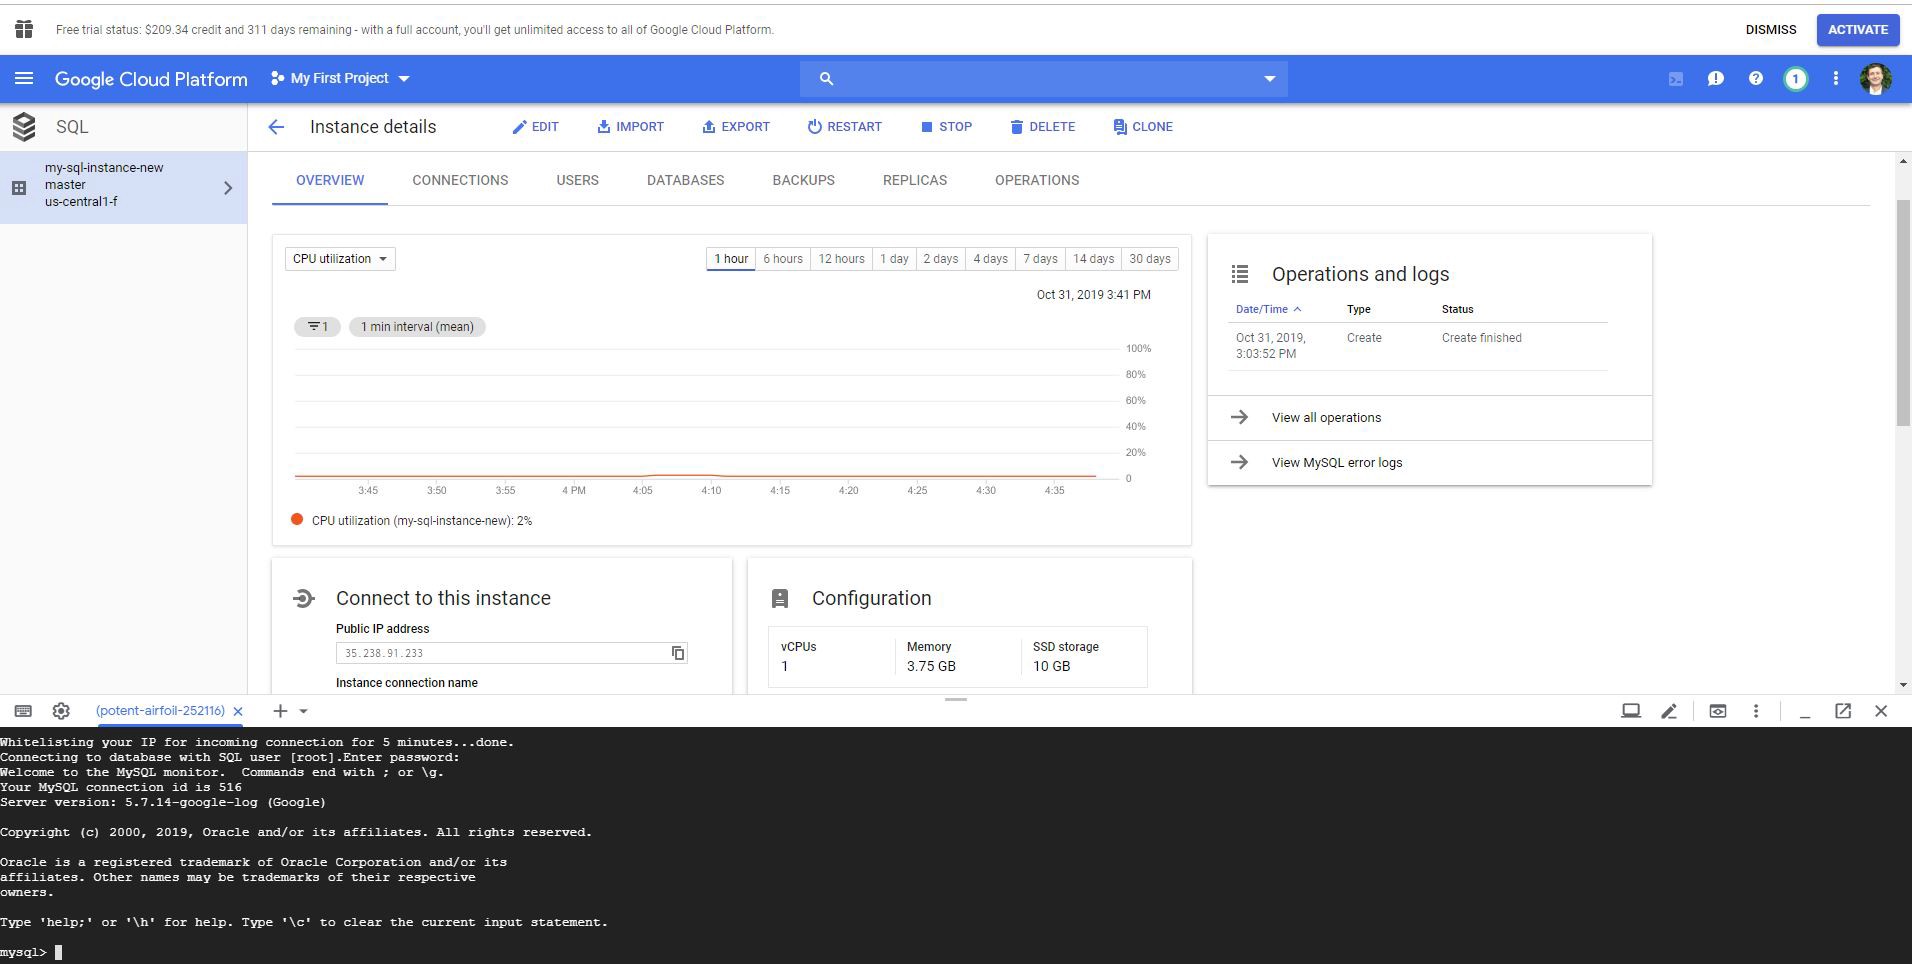 Free trial status: $209.34 credit and 311 days remaining - with a full account, you'll get unlimited access to all of Google Cloud Platform.
DISMISS
ACTIVATE
Google Cloud Platform
My First Project
1
SQL
Instance details
EDIT
IMPORT
EXPORT
RESTART
STOP
DELETE
CLONE
my-sql-instance-new
master
us-central1-f
OVERVIEW
CONNECTIONS
USERS
DATABASES
BACKUPS
REPLICAS
OPERATIONS
CPU utilization
1 hour
6 hours
12 hours
1 day
2 days
4 days
7 days
14 days
30 days
Oct 31, 2019 3:41 PM
1
1 min interval (mean)
100%
80%
60%
40%
20%
0
3:45
3:50
3:55
4 PM
4:05
4:10
4:15
4:20
4:25
4:30
4:35
CPU utilization (my-sql-instance-new): 2%
Operations and logs
Date/Time
Type
Status
Oct 31, 2019,
3:03:52 PM
Create
Create finished
View all operations
View MySQL error logs
Connect to this instance
Public IP address
35.238.91.233
Instance connection name
Configuration
vCPUs
1
Memory
3.75 GB
SSD storage
10 GB
(potent-airfoil-252116)
Whitelisting your IP for incoming connection for 5 minutes...done.
Connecting to database with SQL user [root].Enter password:
Welcome to the MySQL monitor.  Commands end with ; or \g.
Your MySQL connection id is 516
Server version: 5.7.14-google-log (Google)
Copyright (c) 2000, 2019, Oracle and/or its affiliates. All rights reserved.
Oracle is a registered trademark of Oracle Corporation and/or its
affiliates. Other names may be trademarks of their respective
owners.
Type 'help;' or '\h' for help. Type '\c' to clear the current input statement.
mysql>